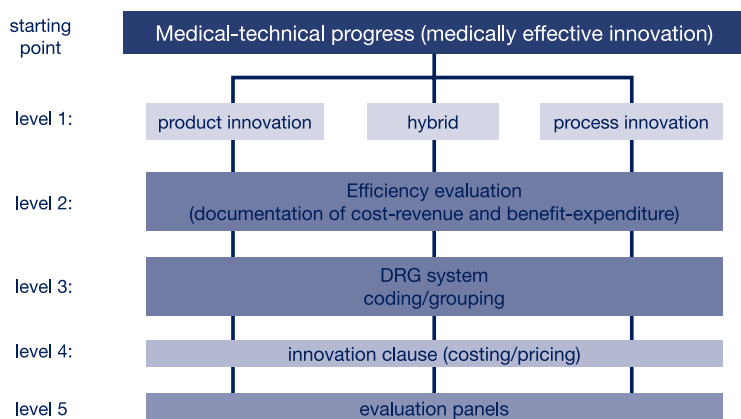 starting
point
Medical-technical progress (medically effective innovation)
level 1:
product innovation
hybrid
process innovation
level 2:
Efficiency evaluation
(documentation of cost-revenue and benefit-expenditure)
level 3:
DRG system
coding/grouping
level 4:
innovation clause (costing/pricing)
level 5
evaluation panels